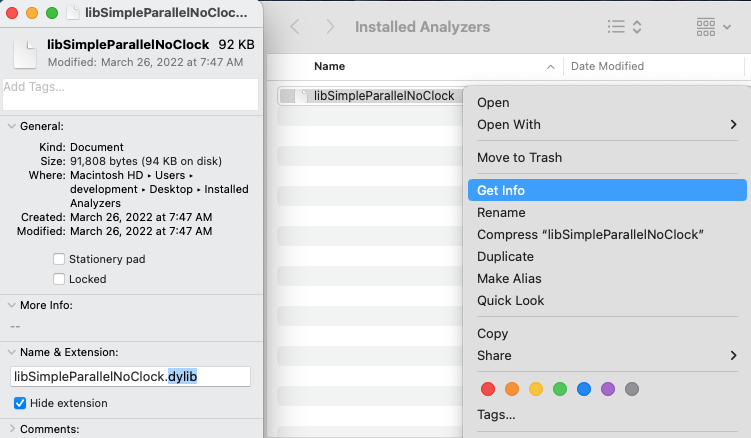 libSimpleParallelNoCloc...
libSimpleParallelNoClock 92 KB
Modified: March 26, 2022 at 7:47 AM
Add Tags...
General:
Kind: Document
Size: 91,808 bytes (94 KB on disk)
Where: Macintosh HD ▸ Users ▸
development ▸ Desktop ▸ Installed
Analyzers
Created: March 26, 2022 at 7:47 AM
Modified: March 26, 2022 at 7:47 AM
Stationery pad
Locked
More Info:
--
Name & Extension:
libSimpleParallelNoClock.dylib
Hide extension
Comments:
Installed Analyzers
Name Date Modified
libSimpleParallelNoClock
Open
Open With
Move to Trash
Get Info
Rename
Compress “libSimpleParallelNoClock”
Duplicate
Make Alias
Quick Look
Copy
Share
Tags...